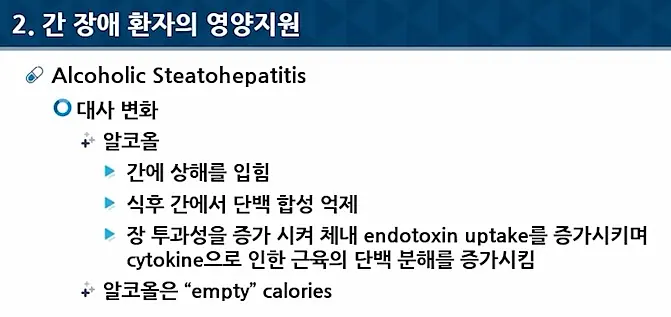 2. 간 장애 환자의 영양지원
Alcoholic Steatohepatitis
대사 변화
알코올
간에 상해를 입힘
식후 간에서 단백 합성 억제
장 투과성을 증가 시켜 체내 endotoxin uptake를 증가시키며
cytokine으로 인한 근육의 단백 분해를 증가시킴
알코올은 “empty” calories